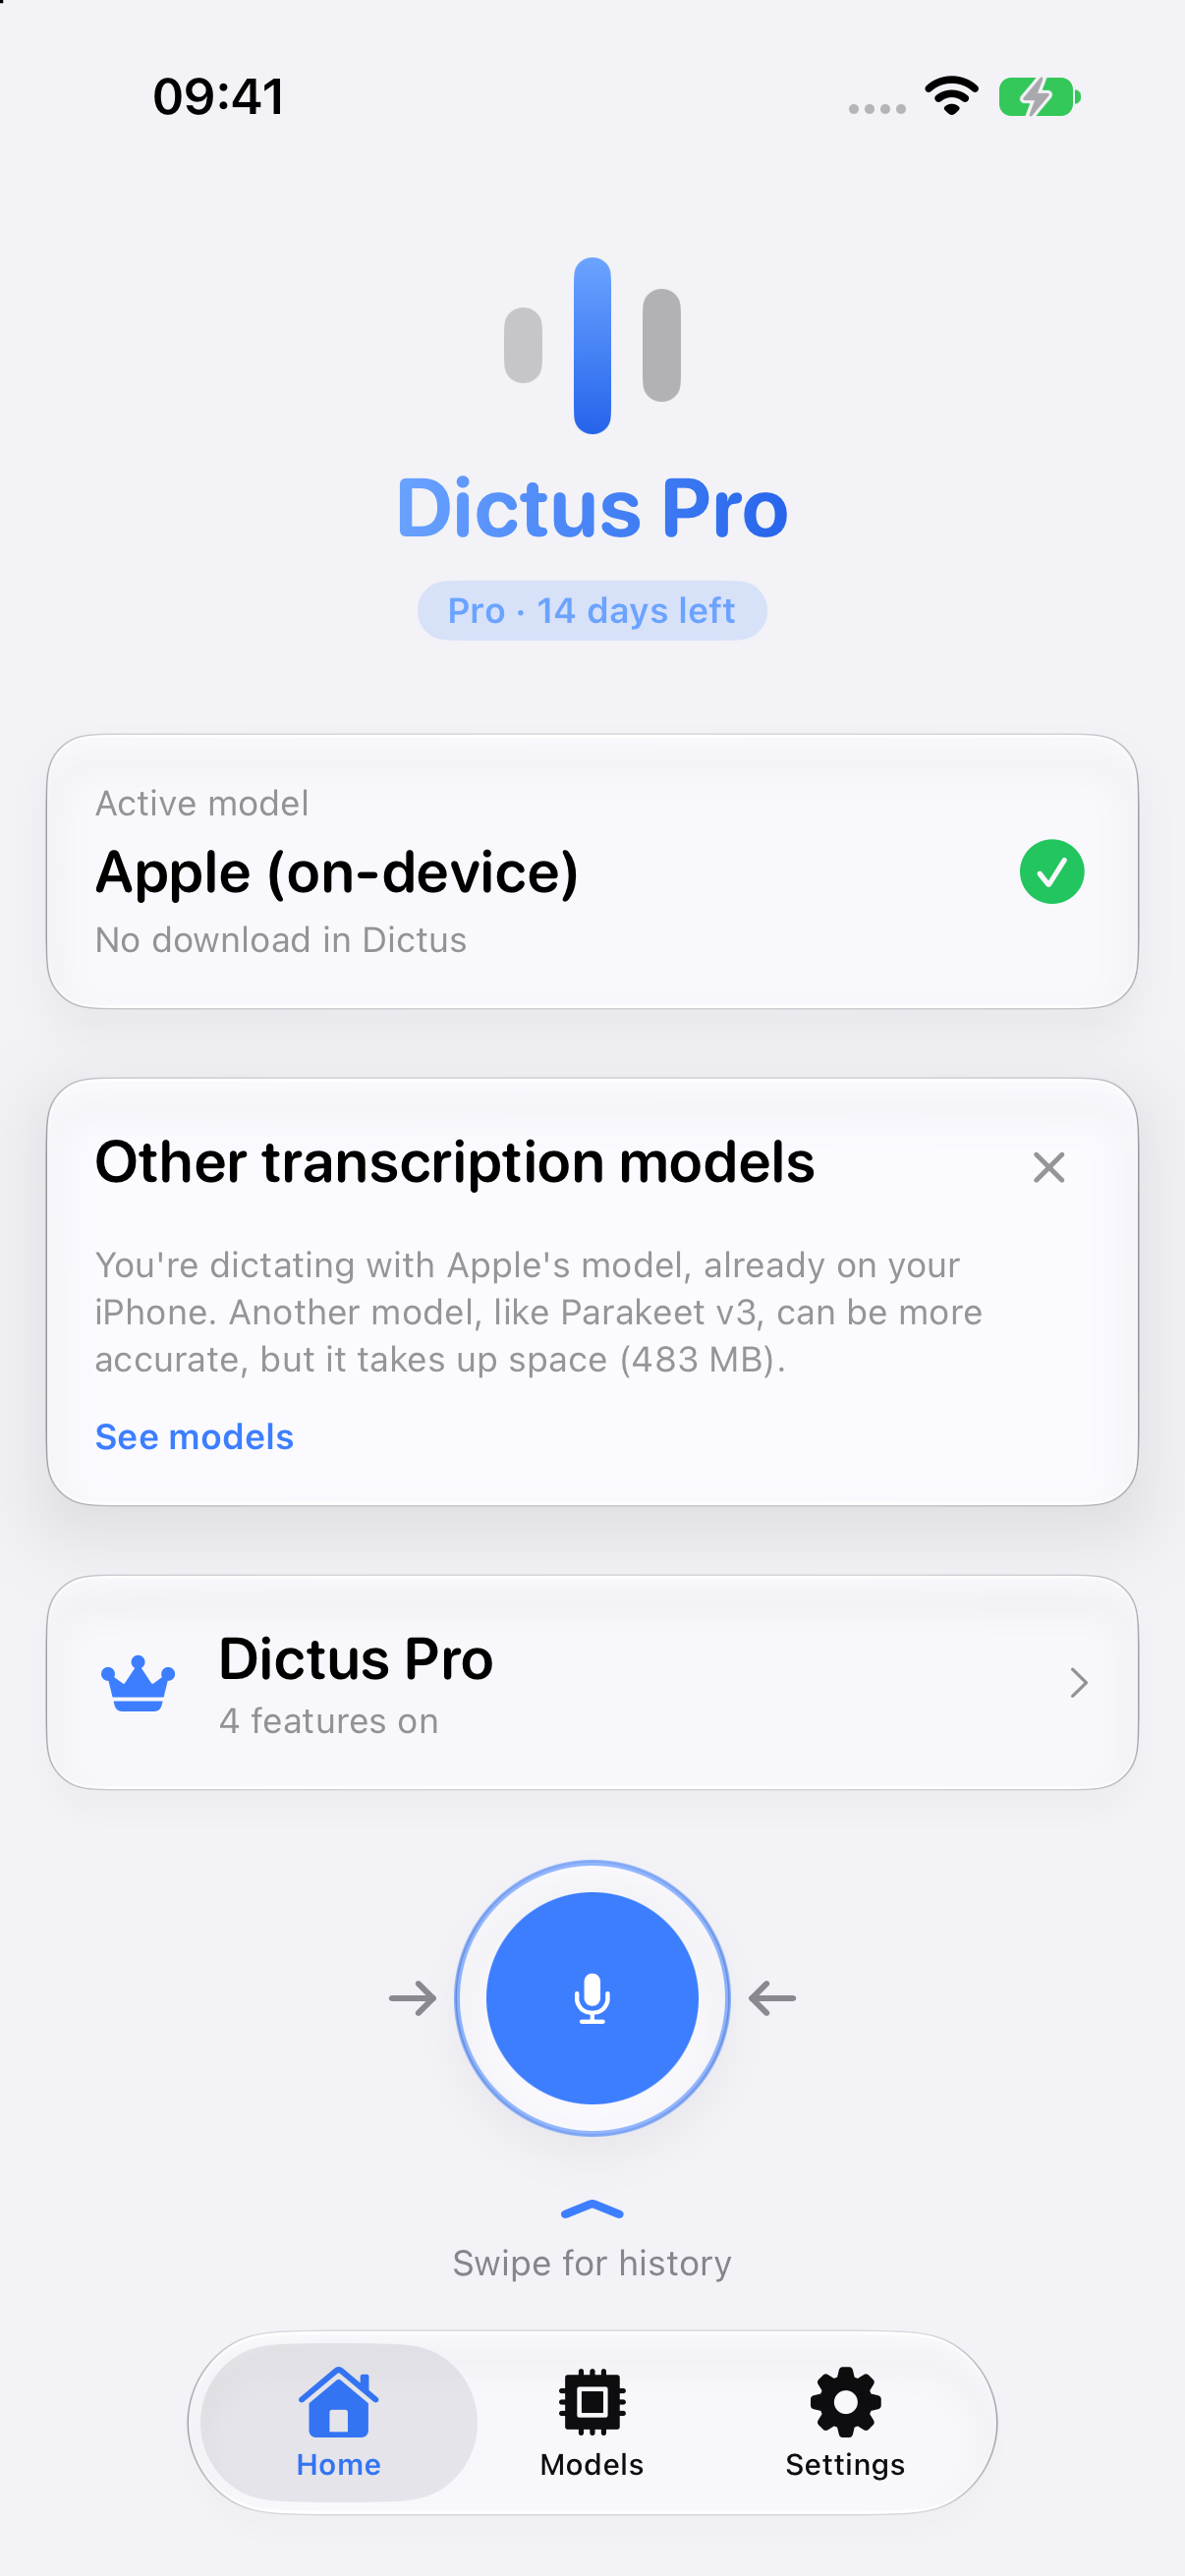 09:41
Dictus Pro
Pro · 14 days left
Active model
Apple (on-device)
No download in Dictus
Other transcription models
You're dictating with Apple's model, already on your
iPhone. Another model, like Parakeet v3, can be more
accurate, but it takes up space (483 MB).
See models
Dictus Pro
4 features on
Swipe for history
Home
Models
Settings